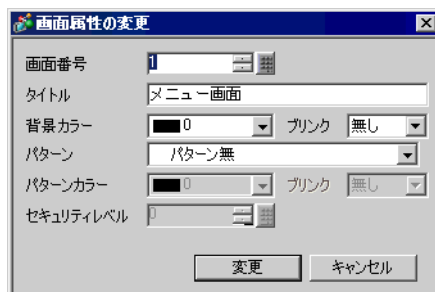 画面属性の変更
画面番号 1
タイトル メニュー画面
背景カラー 0 ブリンク 無し
パターン パターン無
パターンカラー 0 ブリンク 無し
セキュリティレベル 0
変更 キャンセル